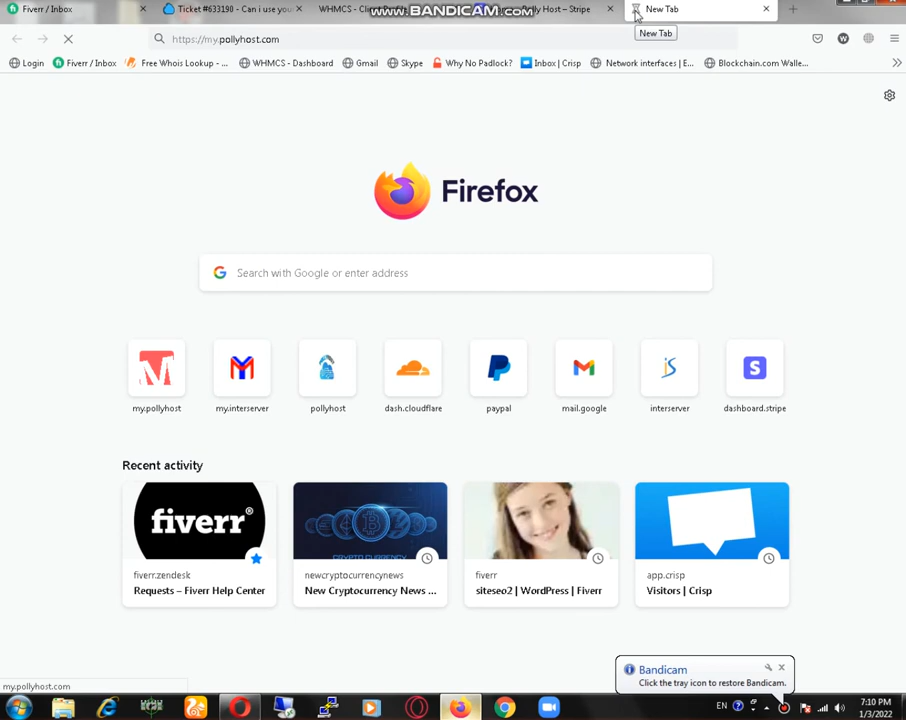 Fiverr / Inbox
Ticket #633190 - Can i use you
WHMCS - Client Profile
Polly Host – Stripe
New Tab
www.BANDICAM.com
https://my.pollyhost.com
New Tab
Login
Fiverr / Inbox
Free Whois Lookup - ...
WHMCS - Dashboard
Gmail
Skype
Why No Padlock?
Inbox | Crisp
Network interfaces | E...
Blockchain.com Walle...
Firefox
Search with Google or enter address
my.pollyhost
my.interserver
pollyhost
dash.cloudflare
paypal
mail.google
interserver
dashboard.stripe
Recent activity
fiverr®
CRYPTO CURRENCY
fiverr.zendesk
Requests – Fiverr Help Center
newcryptocurrencynews
New Cryptocurrency News ...
fiverr
siteseo2 | WordPress | Fiverr
app.crisp
Visitors | Crisp
Bandicam
Click the tray icon to restore Bandicam.
my.pollyhost.com
EN
7:10 PM
1/3/2022